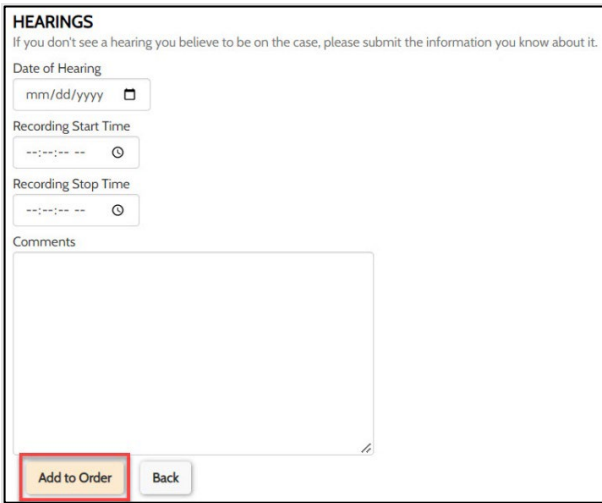 HEARINGS
If you don't see a hearing you believe to be on the case, please submit the information you know about it.
Date of Hearing
mm/dd/yyyy
Recording Start Time
--:--:-- --
Recording Stop Time
--:--:-- --
Comments
Add to Order Back